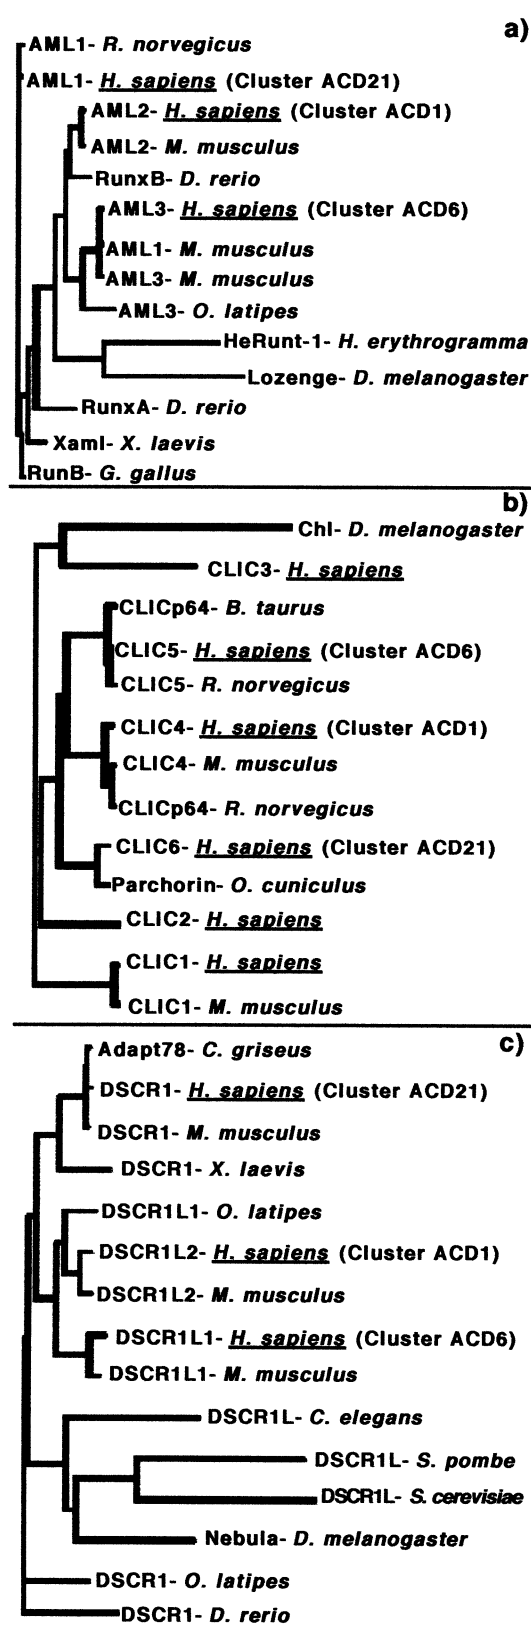 a)
AML1- R. norvegicus
AML1- H. sapiens (Cluster ACD21)
AML2- H. sapiens (Cluster ACD1)
AML2- M. musculus
RunxB- D. rerio
AML3- H. sapiens (Cluster ACD6)
AML1- M. musculus
AML3- M. musculus
AML3- O. latipes
HeRunt-1- H. erythrogramma
Lozenge- D. melanogaster
RunxA- D. rerio
Xaml- X. laevis
RunB- G. gallus
b)
Chl- D. melanogaster
CLIC3- H. sapiens
CLICp64- B. taurus
CLIC5- H. sapiens (Cluster ACD6)
CLIC5- R. norvegicus
CLIC4- H. sapiens (Cluster ACD1)
CLIC4- M. musculus
CLICp64- R. norvegicus
CLIC6- H. sapiens (Cluster ACD21)
Parchorin- O. cuniculus
CLIC2- H. sapiens
CLIC1- H. sapiens
CLIC1- M. musculus
c)
Adapt78- C. griseus
DSCR1- H. sapiens (Cluster ACD21)
DSCR1- M. musculus
DSCR1- X. laevis
DSCR1L1- O. latipes
DSCR1L2- H. sapiens (Cluster ACD1)
DSCR1L2- M. musculus
DSCR1L1- H. sapiens (Cluster ACD6)
DSCR1L1- M. musculus
DSCR1L- C. elegans
DSCR1L- S. pombe
DSCR1L- S. cerevisiae
Nebula- D. melanogaster
DSCR1- O. latipes
DSCR1- D. rerio